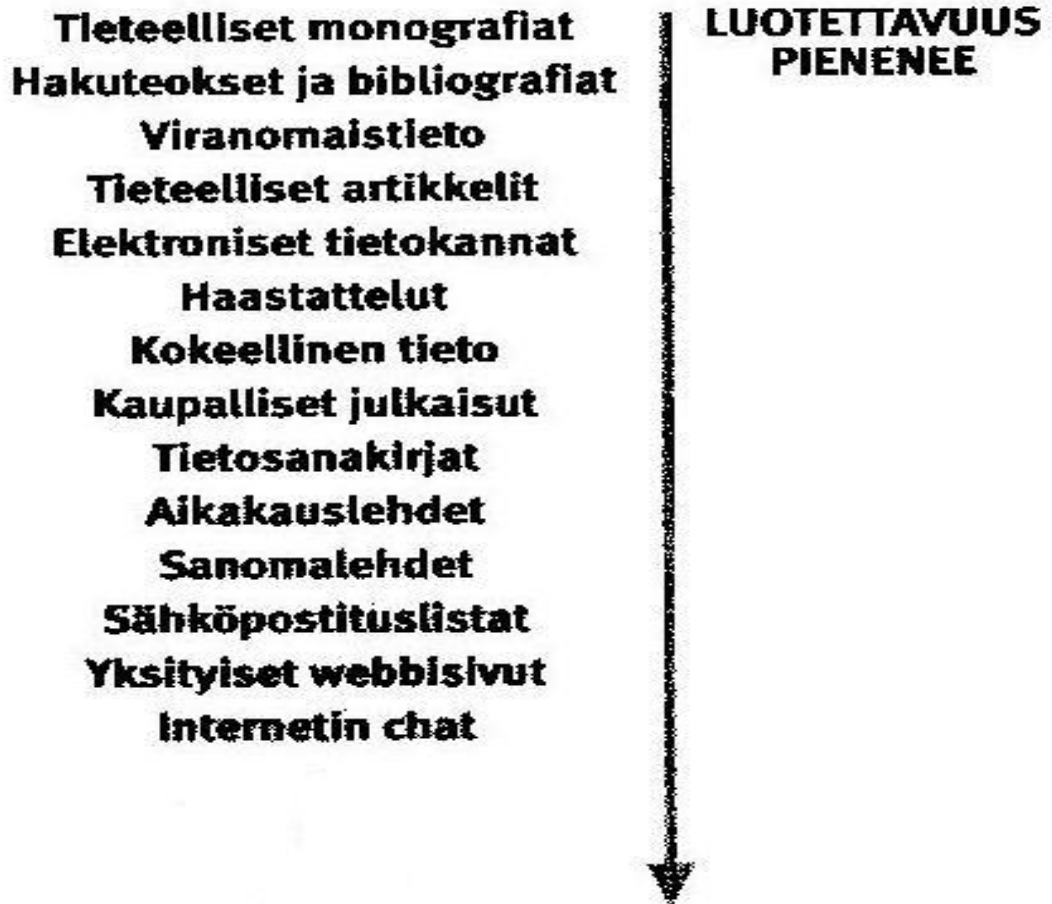 Tieteelliset monografiat
Hakuteokset ja bibliografiat
Viranomaistieto
Tieteelliset artikkelit
Elektroniset tietokannat
Haastattelut
Kokeellinen tieto
Kaupalliset julkaisut
Tietosanakirjat
Aikakauslehdet
Sanomalehdet
Sähköpostituslistat
Yksityiset webbisivut
Internetin chat
LUOTETTAVUUS
PIENENEE